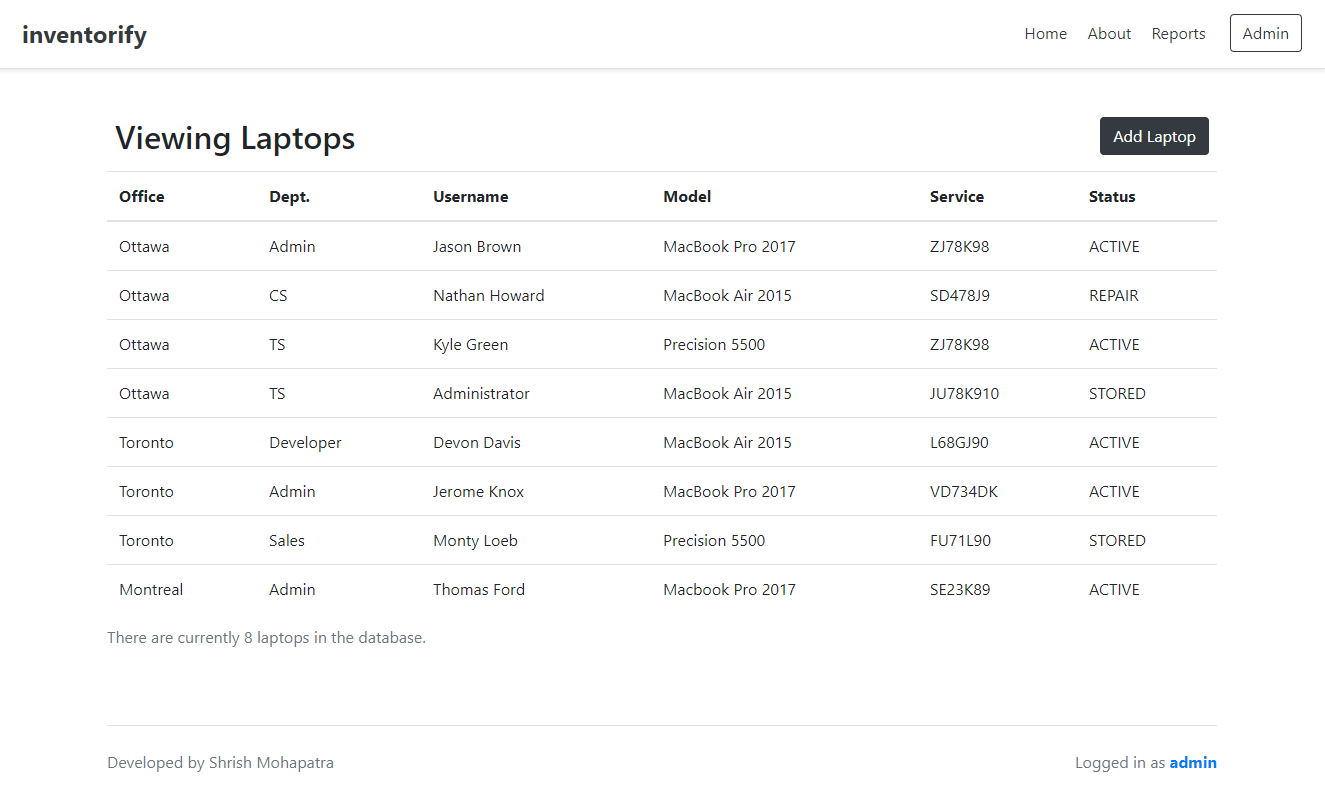 inventorify Home About Reports Admin
Viewing Laptops Add Laptop
Office Dept. Username Model Service Status
Ottawa Admin Jason Brown MacBook Pro 2017 ZJ78K98 ACTIVE
Ottawa CS Nathan Howard MacBook Air 2015 SD478J9 REPAIR
Ottawa TS Kyle Green Precision 5500 ZJ78K98 ACTIVE
Ottawa TS Administrator MacBook Air 2015 JU78K910 STORED
Toronto Developer Devon Davis MacBook Air 2015 L68GJ90 ACTIVE
Toronto Admin Jerome Knox MacBook Pro 2017 VD734DK ACTIVE
Toronto Sales Monty Loeb Precision 5500 FU71L90 STORED
Montreal Admin Thomas Ford Macbook Pro 2017 SE23K89 ACTIVE
There are currently 8 laptops in the database.
Developed by Shrish Mohapatra Logged in as admin